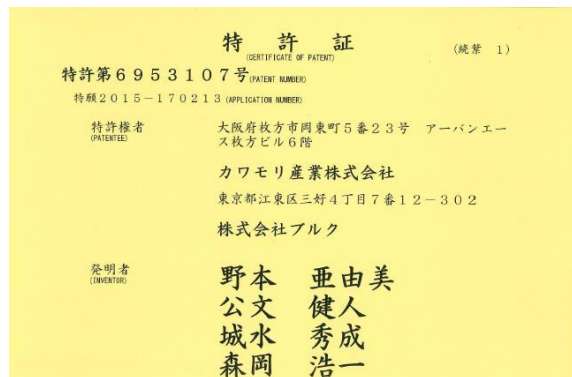 特 許 証
(CERTIFICATE OF PATENT)
(続葉 1)
特許第6953107号(PATENT NUMBER)
特願2015-170213(APPLICATION NUMBER)
特許権者
(PATENTEE)
大阪府枚方市岡東町5番23号 アーバンエー
ス枚方ビル6階
カワモリ産業株式会社
東京都江東区三好4丁目7番12-302
株式会社ブルク
発明者
(INVENTOR)
野本 亜由美
公文 健人
城水 秀成
森岡 浩一